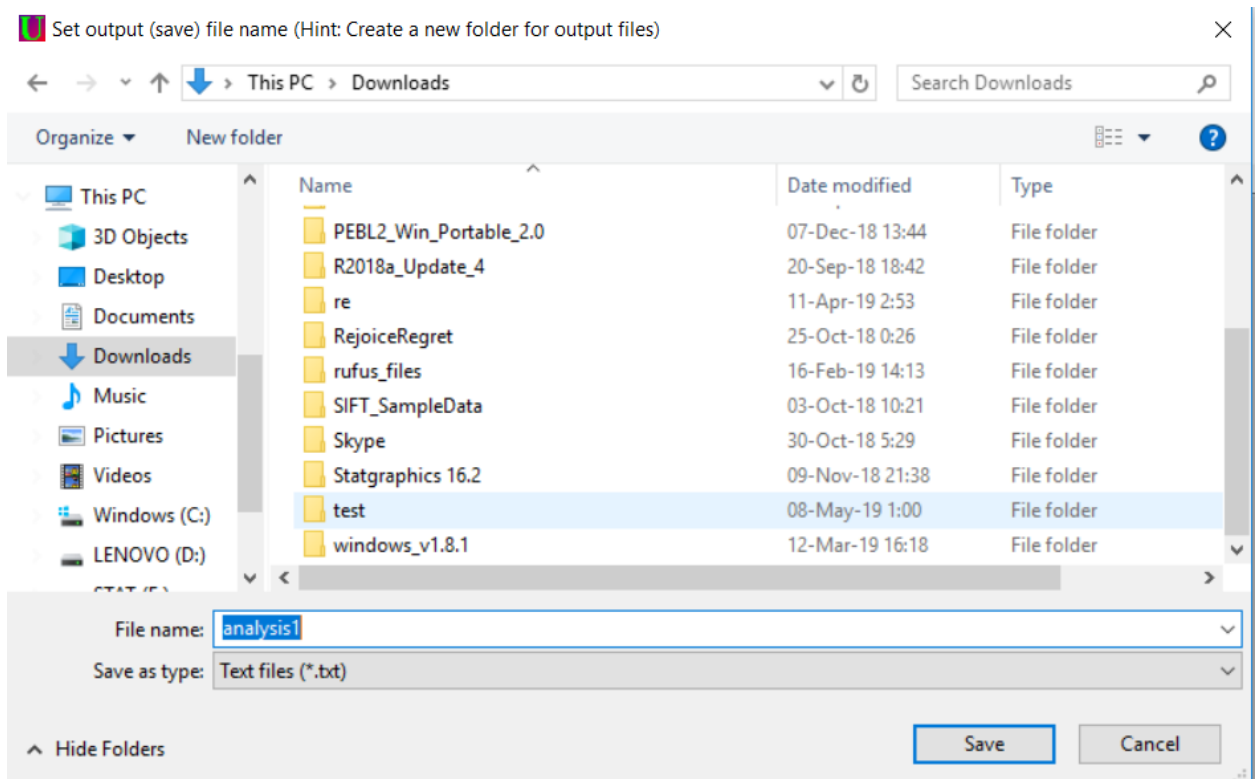 U Set output (save) file name (Hint: Create a new folder for output files)
This PC > Downloads
Search Downloads
Organize New folder
?
Name Date modified Type
PEBL2_Win_Portable_2.0 07-Dec-18 13:44 File folder
R2018a_Update_4 20-Sep-18 18:42 File folder
re 11-Apr-19 2:53 File folder
RejoiceRegret 25-Oct-18 0:26 File folder
rufus_files 16-Feb-19 14:13 File folder
SIFT_SampleData 03-Oct-18 10:21 File folder
Skype 30-Oct-18 5:29 File folder
Statgraphics 16.2 09-Nov-18 21:38 File folder
test 08-May-19 1:00 File folder
windows_v1.8.1 12-Mar-19 16:18 File folder
This PC
3D Objects
Desktop
Documents
Downloads
Music
Pictures
Videos
Windows (C:)
LENOVO (D:)
File name: analysis1
Save as type: Text files (*.txt)
Hide Folders
Save Cancel